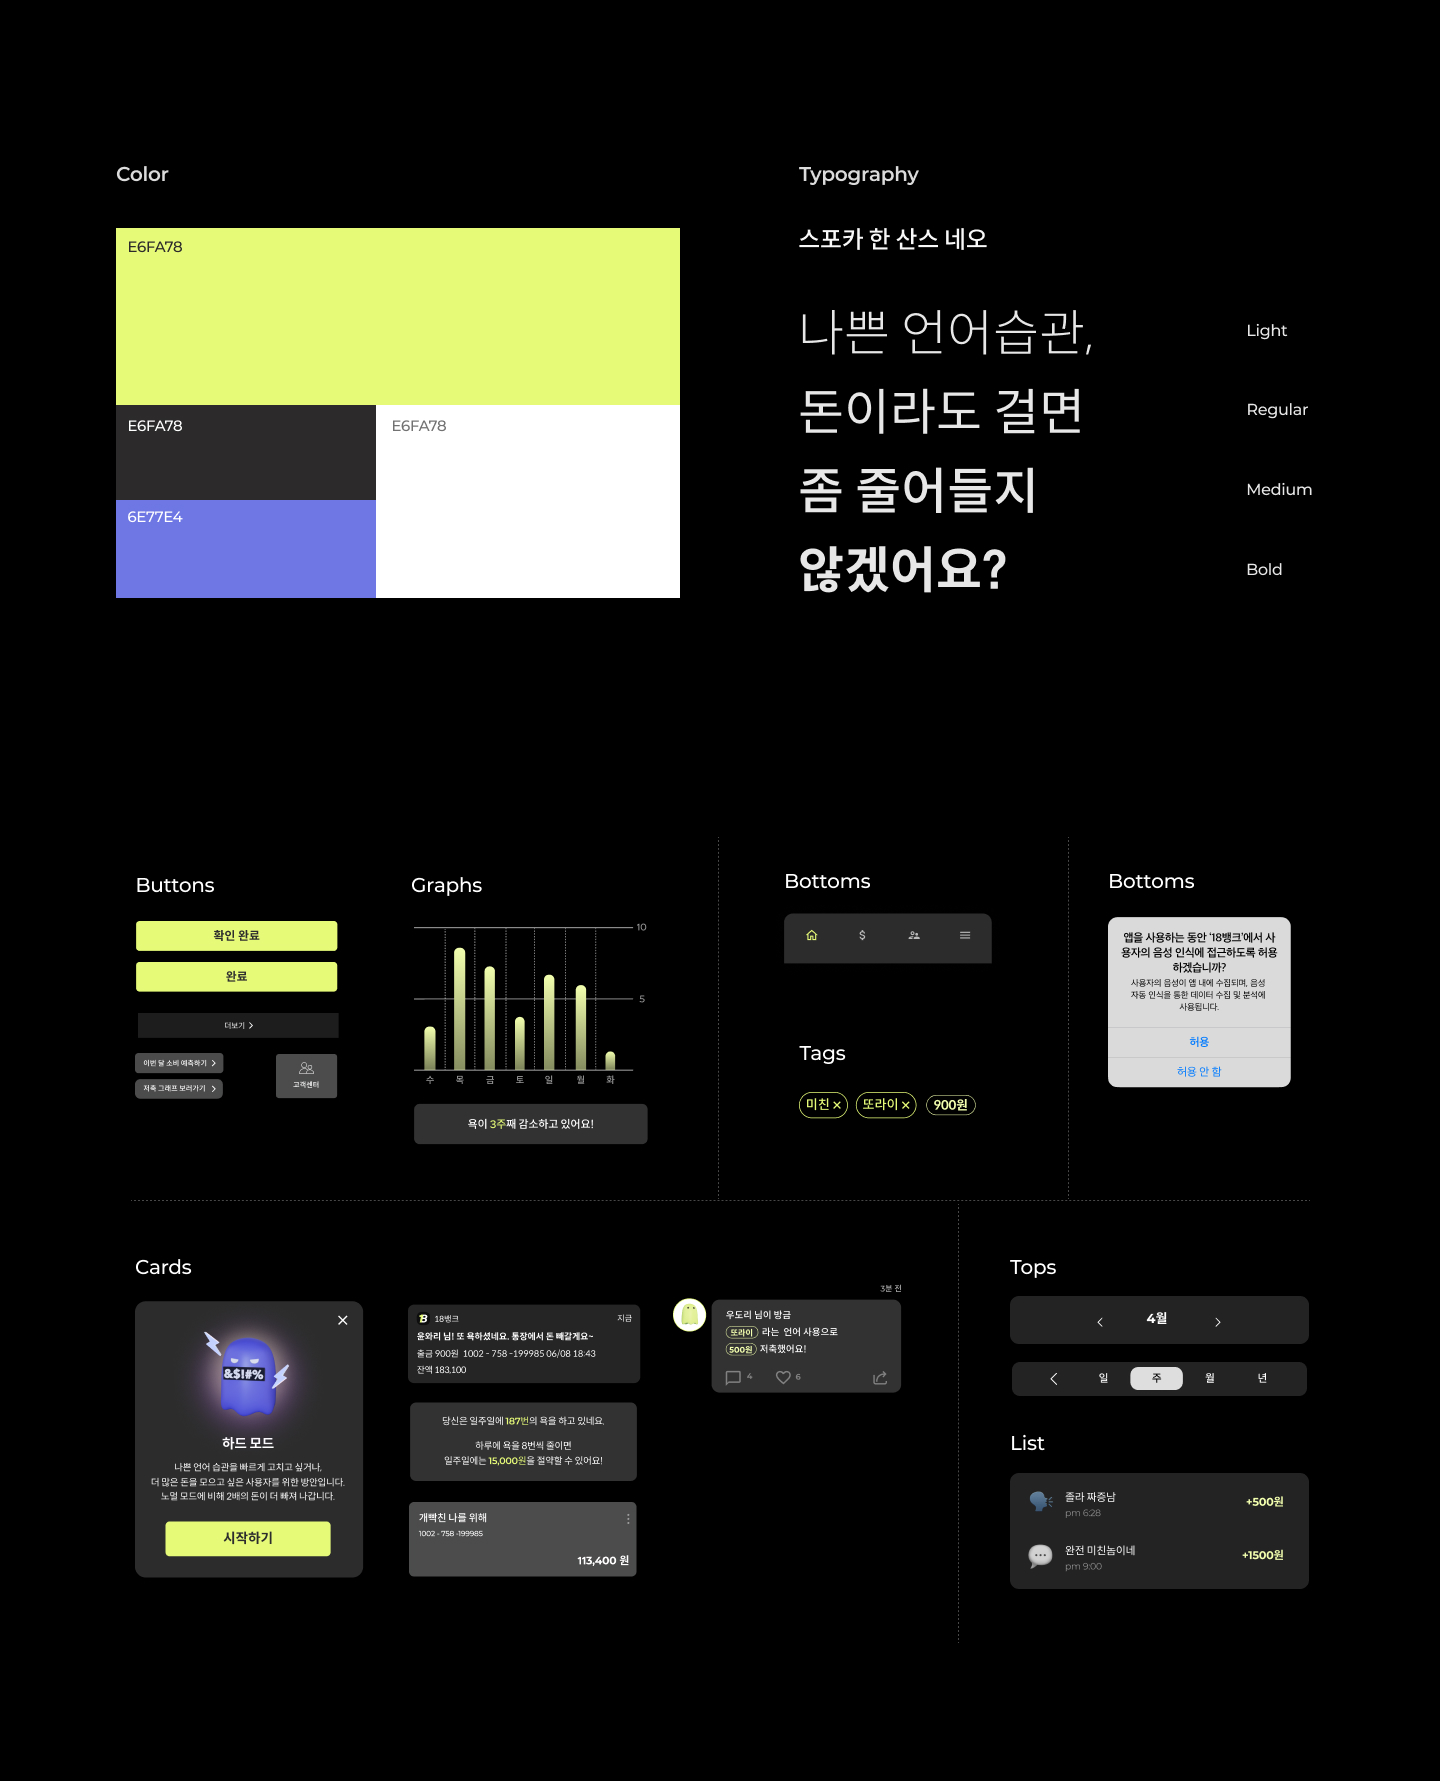 Color
E6FA78
E6FA78
E6FA78
6E77E4
Typography
스포카 한 산스 네오
나쁜 언어습관,
Light
돈이라도 걸면
Regular
좀 줄어들지
Medium
않겠어요?
Bold
Buttons
확인 완료
완료
더보기
이번 달 소비 예측하기
저축 그래프 보러가기
고객센터
Graphs
10
5
수 목 금 토 일 월 화
욕이 3주째 감소하고 있어요!
Bottoms
$
Tags
미친 ×
또라이 ×
900원
Bottoms
앱을 사용하는 동안 ‘18뱅크’에서 사
용자의 음성 인식에 접근하도록 허용
하겠습니까?
사용자의 음성이 앱 내에 수집되며, 음성
자동 인식을 통한 데이터 수집 및 분석에
사용됩니다.
허용
허용 안 함
Cards
&$!#%
하드 모드
나쁜 언어 습관을 빠르게 고치고 싶거나,
더 많은 돈을 모으고 싶은 사용자를 위한 방안입니다.
노멀 모드에 비해 2배의 돈이 더 빠져 나갑니다.
시작하기
B
18뱅크
지금
윤와리 님! 또 욕하셨네요. 통장에서 돈 빼갈게요~
출금 900원 1002 - 758 -199985 06/08 18:43
잔액 183,100
당신은 일주일에 187번의 욕을 하고 있네요.
하루에 욕을 8번씩 줄이면
일주일에는 15,000원을 절약할 수 있어요!
개빡친 나를 위해
1002 - 758 -199985
113,400 원
3분 전
우도리 님이 방금
또라이 라는 언어 사용으로
500원 저축했어요!
4
6
Tops
4월
일 주 월 년
List
졸라 짜증남
pm 6:28
+500원
완전 미친놈이네
pm 9:00
+1500원